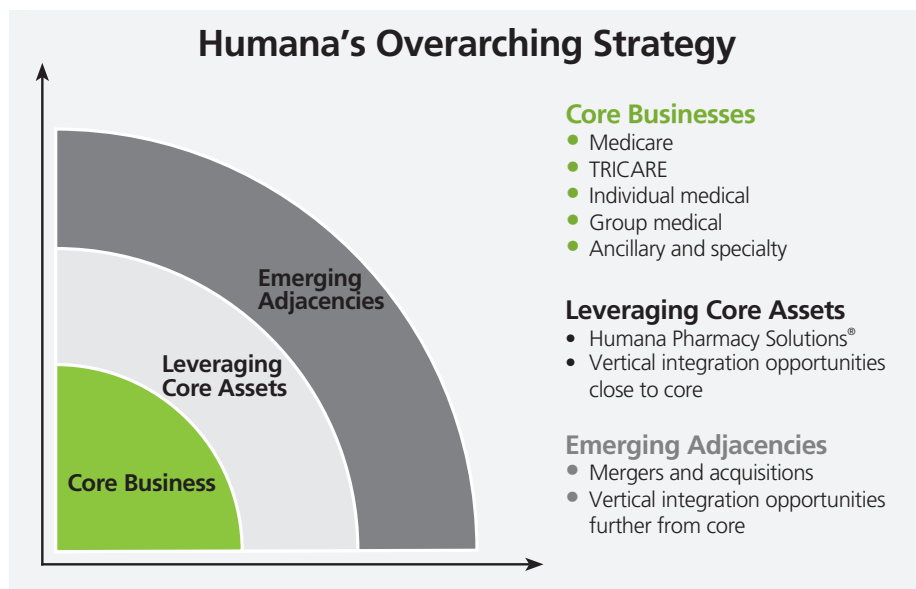 Humana’s Overarching Strategy
Emerging
Adjacencies
Leveraging
Core Assets
Core Business
Core Businesses
• Medicare
• TRICARE
• Individual medical
• Group medical
• Ancillary and specialty
Leveraging Core Assets
• Humana Pharmacy Solutions®
• Vertical integration opportunities
close to core
Emerging Adjacencies
• Mergers and acquisitions
• Vertical integration opportunities
further from core